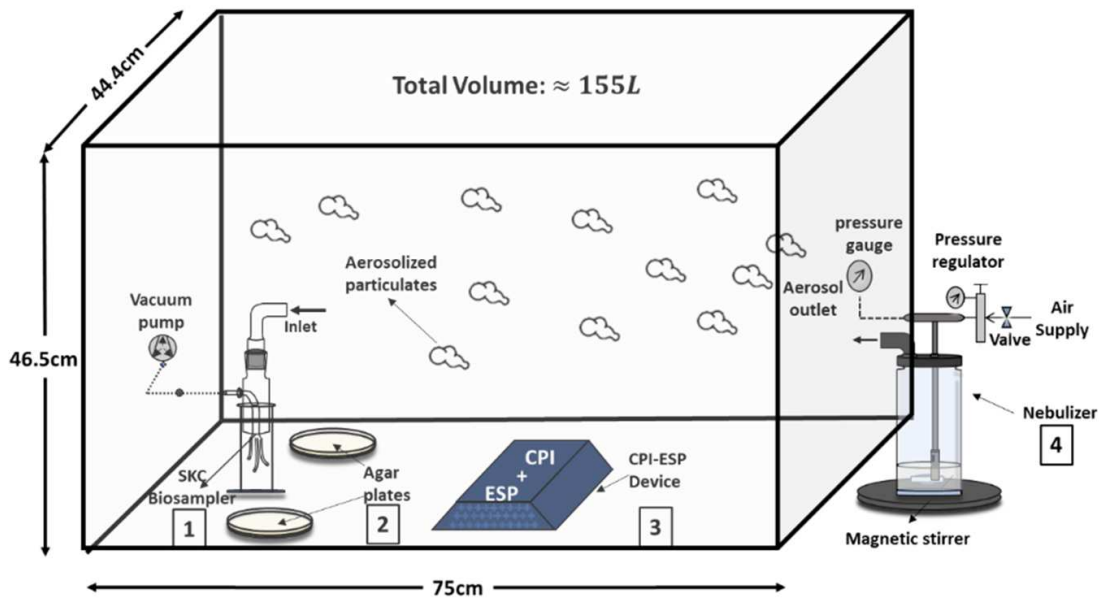 44.4cm
Total Volume: ≈ 155L
46.5cm
75cm
Vacuum
pump
Inlet
Aerosolized
particulates
SKC
Biosampler
1
Agar
plates
2
CPI
+
ESP
CPI-ESP
Device
3
pressure
gauge
Aerosol
outlet
Pressure
regulator
Air
Supply
Valve
Nebulizer
4
Magnetic stirrer